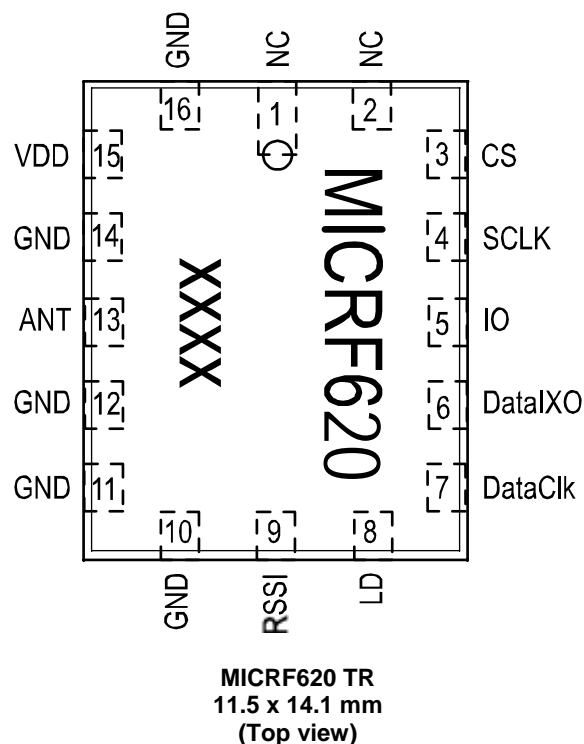 GND NC NC
16 1 2
VDD 15 3 CS
GND 14 4 SCLK
ANT 13 5 IO
GND 12 6 DataIXO
GND 11 7 DataClk
10 9 8
GND RSSI LD
MICRF620
XXXX
MICRF620 TR
11.5 x 14.1 mm
(Top view)